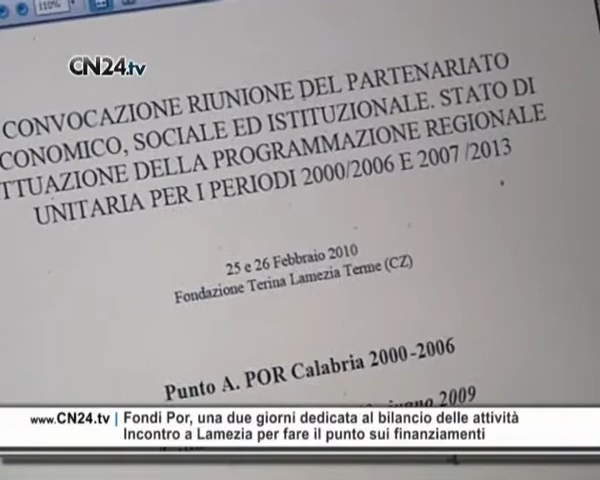 110%
CN24.tv
CONVOCAZIONE RIUNIONE DEL PARTENARIATO
CONOMICO, SOCIALE ED ISTITUZIONALE. STATO DI
TTUAZIONE DELLA PROGRAMMAZIONE REGIONALE
UNITARIA PER I PERIODI 2000/2006 E 2007 /2013
25 e 26 Febbraio 2010
Fondazione Terina Lamezia Terme (CZ)
Punto A. POR Calabria 2000-2006
2009
www.CN24.tv | Fondi Por, una due giorni dedicata al bilancio delle attività
Incontro a Lamezia per fare il punto sui finanziamenti